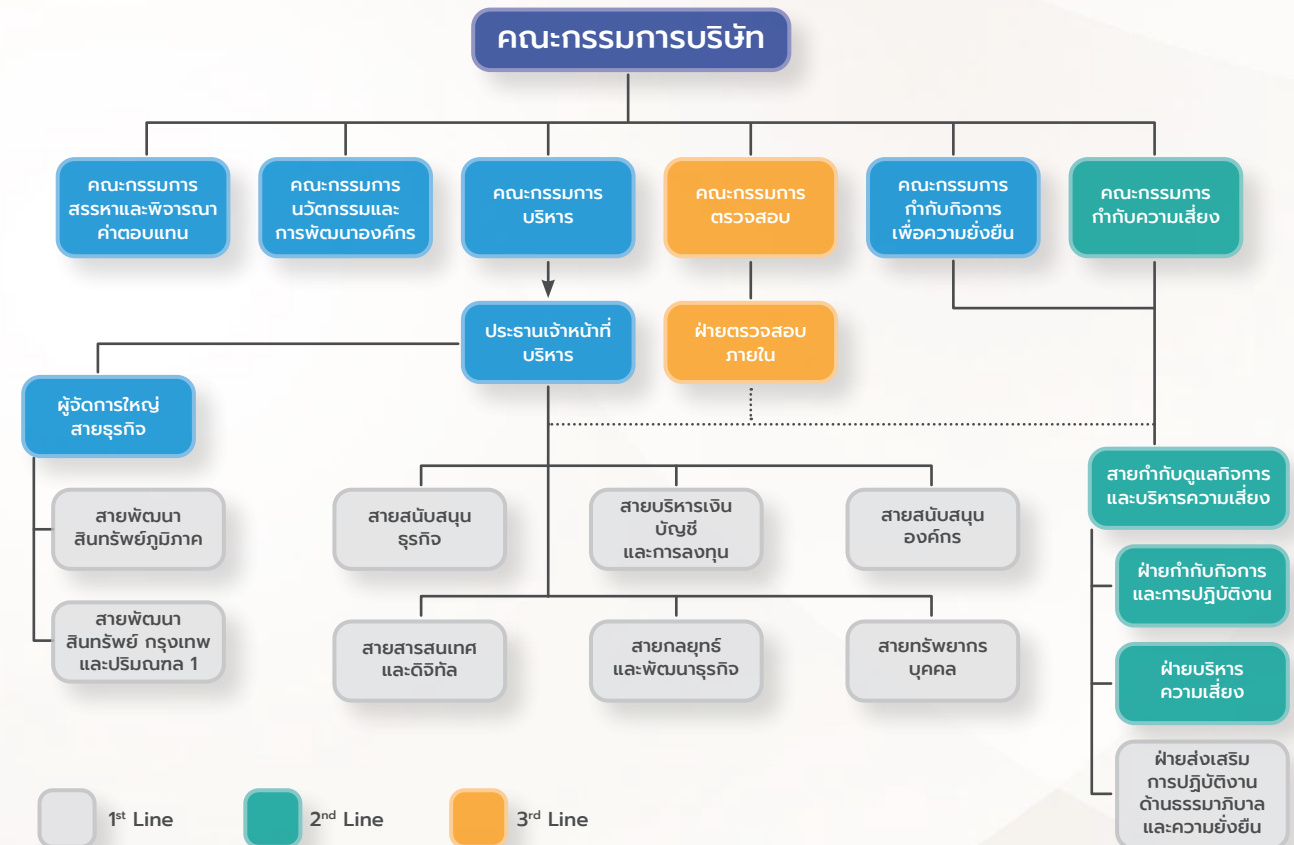 คณะกรรมการบริษัท
คณะกรรมการ
สรรหาและพิจารณา
ค่าตอบแทน
คณะกรรมการ
นวัตกรรมและ
การพัฒนาองค์กร
คณะกรรมการ
บริหาร
คณะกรรมการ
ตรวจสอบ
คณะกรรมการ
กำกับกิจการ
เพื่อความยั่งยืน
คณะกรรมการ
กำกับความเสี่ยง
ประธานเจ้าหน้าที่
บริหาร
ฝ่ายตรวจสอบ
ภายใน
ผู้จัดการใหญ่
สายธุรกิจ
สายพัฒนา
สินทรัพย์ภูมิภาค
สายพัฒนา
สินทรัพย์ กรุงเทพ
และปริมณฑล 1
สายสนับสนุน
ธุรกิจ
สายบริหารเงิน
บัญชี
และการลงทุน
สายสนับสนุน
องค์กร
สายสารสนเทศ
และดิจิทัล
สายกลยุทธ์
และพัฒนาธุรกิจ
สายทรัพยากร
บุคคล
สายกำกับดูแลกิจการ
และบริหารความเสี่ยง
ฝ่ายกำกับกิจการ
และการปฏิบัติงาน
ฝ่ายบริหาร
ความเสี่ยง
ฝ่ายส่งเสริม
การปฏิบัติงาน
ด้านธรรมาภิบาล
และความยั่งยืน
1st Line
2nd Line
3rd Line